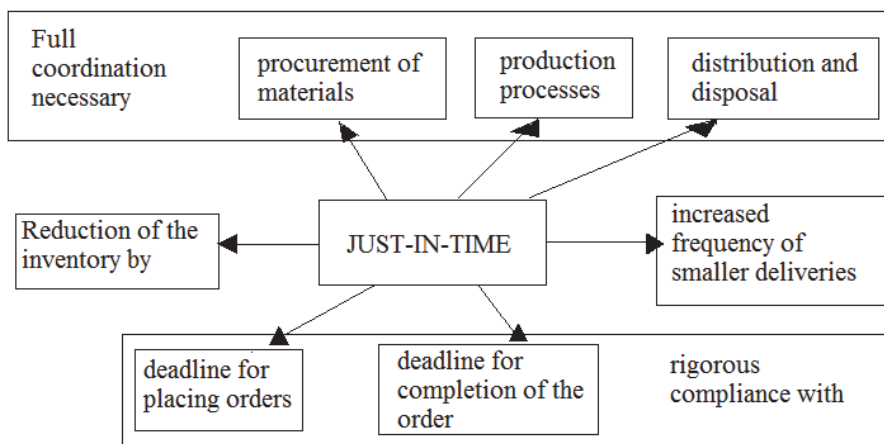 Full
coordination
necessary
procurement of
materials
production
processes
distribution and
disposal
Reduction of the
inventory by
JUST-IN-TIME
increased
frequency of
smaller deliveries
deadline for
placing orders
deadline for
completion of the
order
rigorous
compliance with